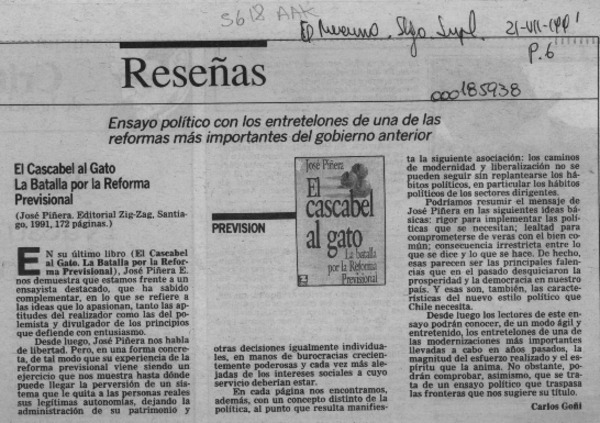 5618 AAK
El Mercurio, Stgo. Supl.
21-VII-1991
P. 6
000185938
Reseñas
Ensayo político con los entretelones de una de las
reformas más importantes del gobierno anterior
El Cascabel al Gato
La Batalla por la Reforma
Previsional
(José Piñera. Editorial Zig-Zag, Santia-
go, 1991, 172 páginas.)
EN su último libro (El Cascabel
al Gato. La Batalla por la Refor-
ma Previsional), José Piñera E.
nos demuestra que estamos frente a un
ensayista destacado, que ha sabido
complementar, en lo que se refiere a
las ideas que lo apasionan, tanto las ap-
titudes del realizador como las del po-
lemista y divulgador de los principios
que defiende con entusiasmo.
Desde luego, José Piñera nos habla
de libertad. Pero, en una forma concre-
ta, de tal modo que su experiencia de la
reforma previsional viene siendo un
ejercicio que nos muestra hasta dónde
puede llegar la perversión de un sis-
tema que le quita a las personas reales
sus legítimas autonomías, dejando la
administración de su patrimonio y
PREVISION
José Piñera
El
cascabel
al gato
La batalla
por la Reforma
Previsional
otras decisiones igualmente individua-
les, en manos de burocracias crecien-
temente poderosas y cada vez más ale-
jadas de los intereses sociales a cuyo
servicio deberían estar.
En cada página nos encontramos,
además, con un concepto distinto de la
política, al punto que resulta manifies-
ta la siguiente asociación: los caminos
de modernidad y liberalización no se
pueden seguir sin replantearse los há-
bitos políticos, en particular los hábitos
políticos de los sectores dirigentes.
Podríamos resumir el mensaje de
José Piñera en las siguientes ideas bá-
sicas: rigor para implementar las polí-
ticas que se necesitan; lealtad para
comprometerse de veras con el bien co-
mún; consecuencia irrestricta entre lo
que se dice y lo que se hace. De hecho,
esas parecen ser las principales falen-
cias que en el pasado desquiciaron la
prosperidad y la democracia en nuestro
país. Y esas son, también, las caracte-
rísticas del nuevo estilo político que
Chile necesita.
Desde luego los lectores de este en-
sayo podrán conocer, de un modo ágil y
entretenido, los entretelones de una de
las modernizaciones más importantes
llevadas a cabo en años pasados, la
magnitud del esfuerzo realizado y el es-
píritu que la anima. No obstante, po-
drán comprobar, asimismo, que se tra-
ta de un ensayo político que traspasa
las fronteras que nos sugiere su título.
Carlos Goñi